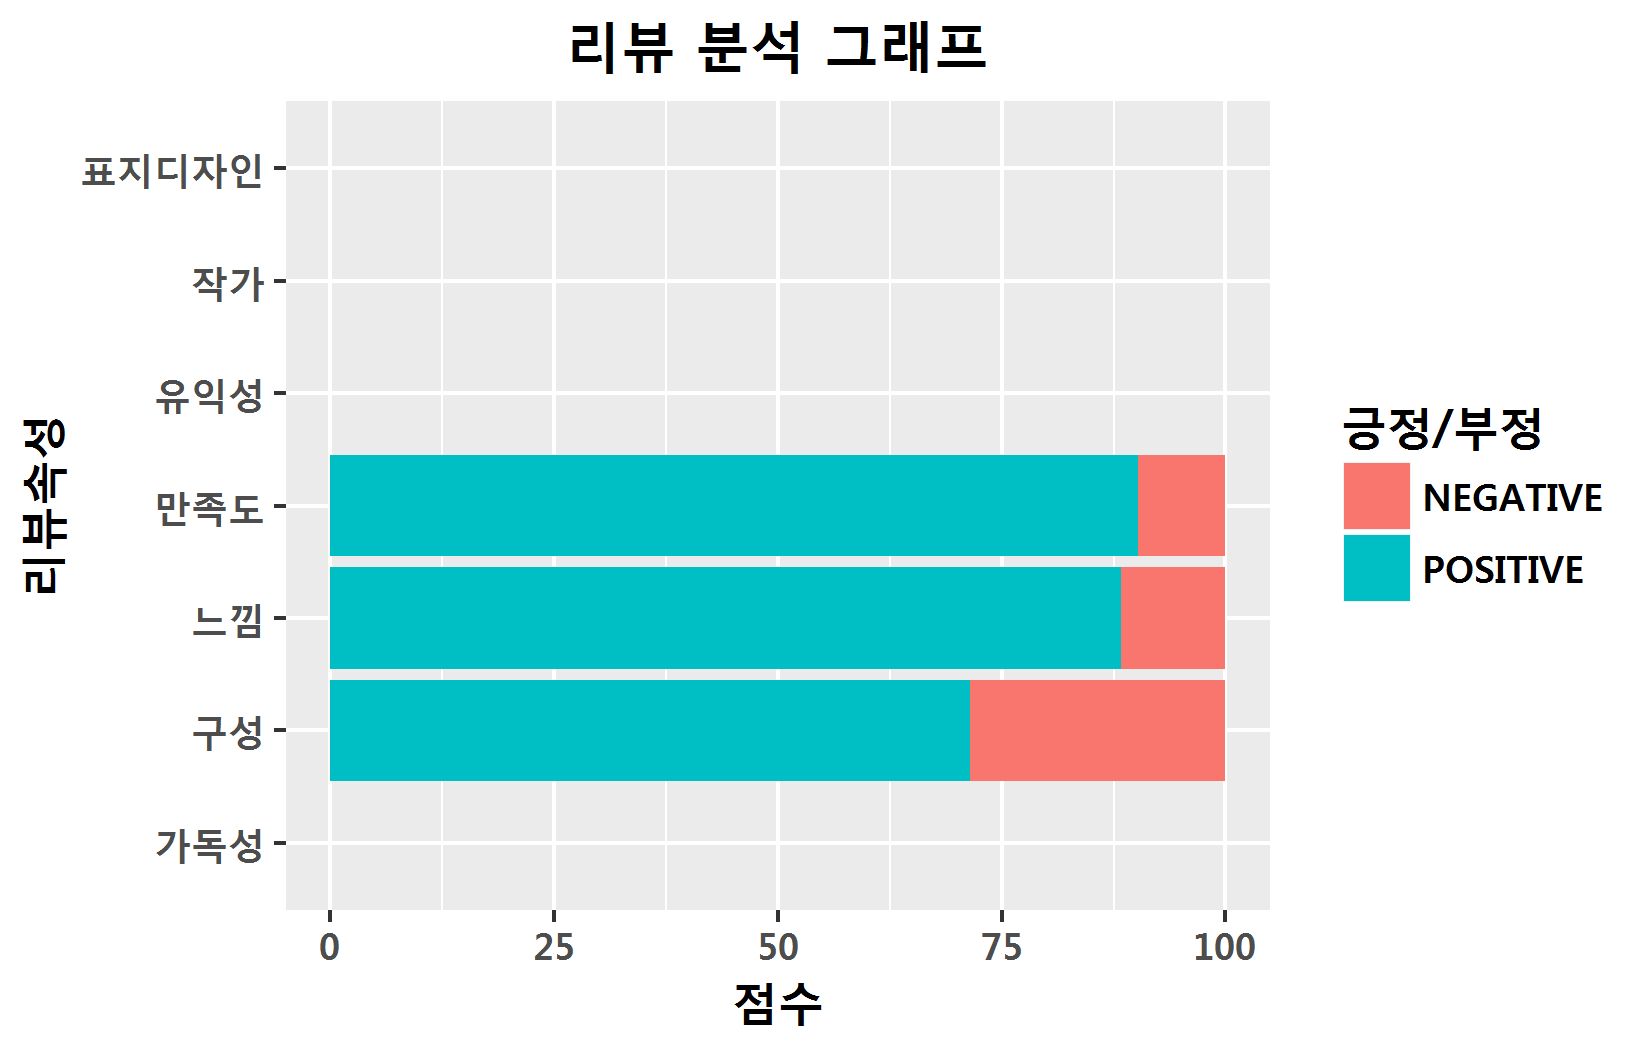 리뷰 분석 그래프
리뷰속성
표지디자인
작가
유익성
만족도
느낌
구성
가독성
0 25 50 75 100
점수
긍정/부정
NEGATIVE
POSITIVE